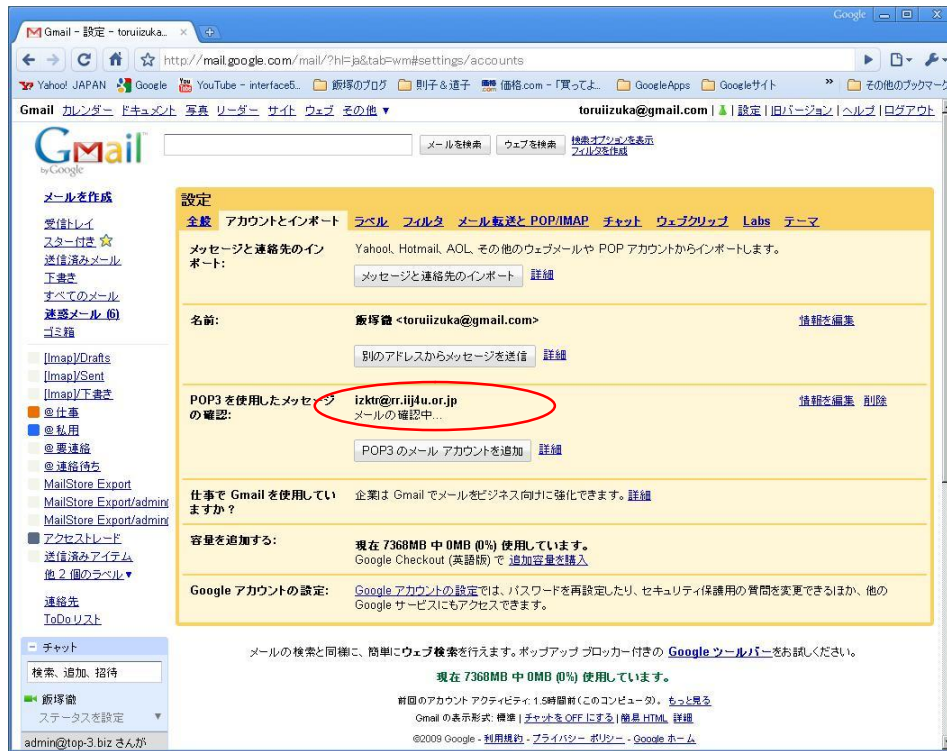 Google
Gmail - 設定 - toruiizuka...
http://mail.google.com/mail/?hl=ja&tab=wm#settings/accounts
Yahoo! JAPAN Google YouTube - interface5... 飯塚のブログ 則子&道子 価格.com - 「買ってよ... GoogleApps Googleサイト » その他のブックマーク
Gmail カレンダー ドキュメント 写真 リーダー サイト ウェブ その他 ▼ toruiizuka@gmail.com | 設定 | 旧バージョン | ヘルプ | ログアウト
Gmail
by Google
メールを検索 ウェブを検索 検索オプションを表示
フィルタを作成
メールを作成
受信トレイ
スター付き
送信済みメール
下書き
すべてのメール
迷惑メール (6)
ゴミ箱
[Imap]/Drafts
[Imap]/Sent
[Imap]/下書き
@仕事
@私用
@要連絡
@連絡待ち
MailStore Export
MailStore Export/admin
MailStore Export/admin
アクセストレード
送信済みアイテム
他 2 個のラベル▼
連絡先
ToDo リスト
− チャット
検索、追加、招待
飯塚徹
ステータスを設定 ▼
admin@top-3.biz さんが
設定
全般 アカウントとインポート ラベル フィルタ メール転送と POP/IMAP チャット ウェブクリップ Labs テーマ
メッセージと連絡先のイン
ポート:
Yahoo!, Hotmail, AOL, その他のウェブメールや POP アカウントからインポートします。
メッセージと連絡先のインポート 詳細
名前:
飯塚徹 <toruiizuka@gmail.com> 情報を編集
別のアドレスからメッセージを送信 詳細
POP3 を使用したメッセージ
の確認:
izktr@rr.iij4u.or.jp 情報を編集 削除
メールの確認中...
POP3 のメール アカウントを追加 詳細
仕事で Gmail を使用してい
ますか?
企業は Gmail でメールをビジネス向けに強化できます。詳細
容量を追加する:
現在 7368MB 中 0MB (0%) 使用しています。
Google Checkout (英語版) で 追加容量を購入
Google アカウントの設定:
Google アカウントの設定では、パスワードを再設定したり、セキュリティ保護用の質問を変更できるほか、他の
Google サービスにもアクセスできます。
メールの検索と同様に、簡単にウェブ検索を行えます。ポップアップ ブロッカー付きの Google ツールバーをお試しください。
現在 7368MB 中 0MB (0%) 使用しています。
前回のアカウント アクティビティ: 1.5時間前(このコンピュータ)。 もっと見る
Gmail の表示形式: 標準 | チャットを OFF にする | 簡易 HTML 詳細
©2009 Google - 利用規約 - プライバシー ポリシー - Google ホーム